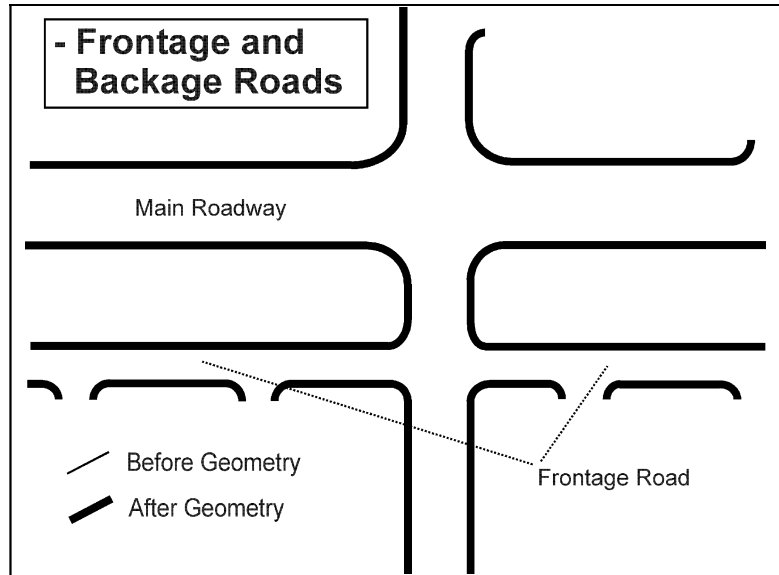 - Frontage and
Backage Roads
Main Roadway
Before Geometry
After Geometry
Frontage Road